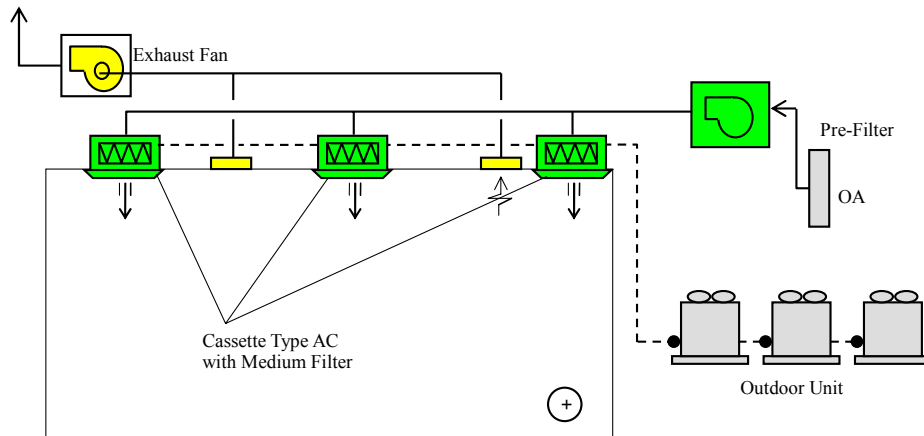 Exhaust Fan
Pre-Filter
OA
Cassette Type AC
with Medium Filter
Outdoor Unit
+